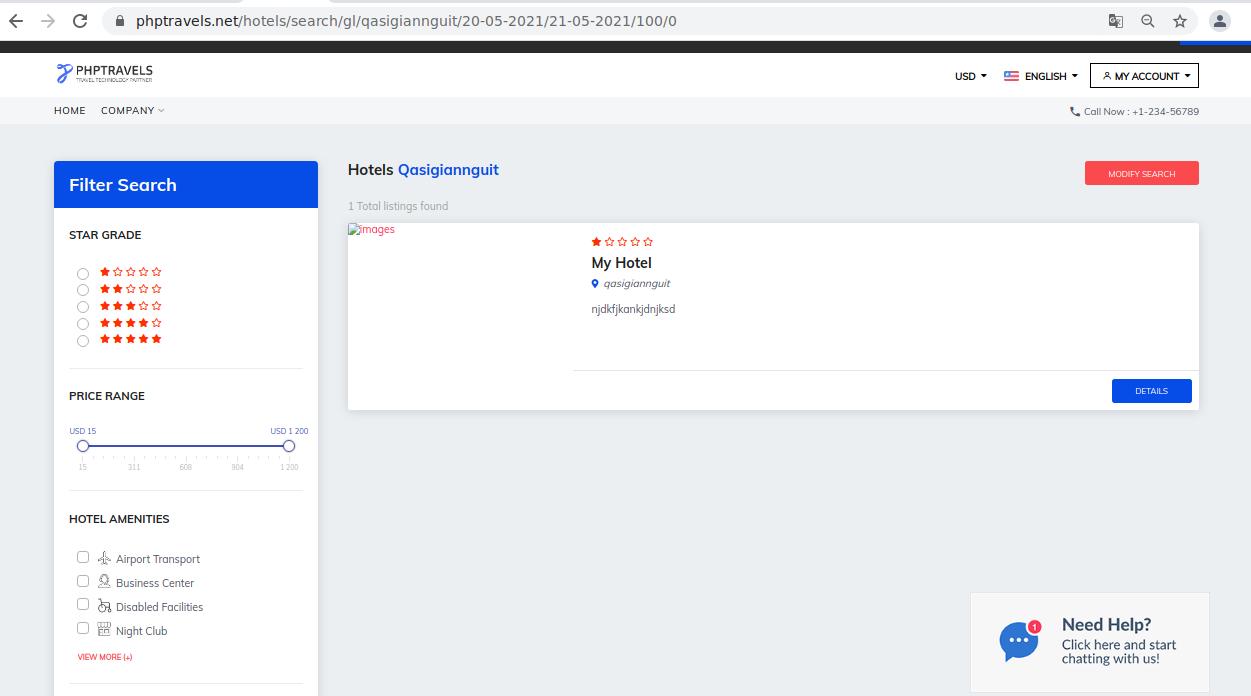 phptravels.net/hotels/search/gl/qasigiannguit/20-05-2021/21-05-2021/100/0
PHPTRAVELS
TRAVEL TECHNOLOGY PARTNER
USD ENGLISH MY ACCOUNT
HOME COMPANY
Call Now : +1-234-56789
Filter Search
STAR GRADE
PRICE RANGE
USD 15 USD 1 200
15 311 608 904 1 200
HOTEL AMENITIES
Airport Transport
Business Center
Disabled Facilities
Night Club
VIEW MORE (+)
Hotels Qasigiannguit
MODIFY SEARCH
1 Total listings found
images
My Hotel
qasigiannguit
njdkfjkankjdnjksd
DETAILS
1
Need Help?
Click here and start
chatting with us!